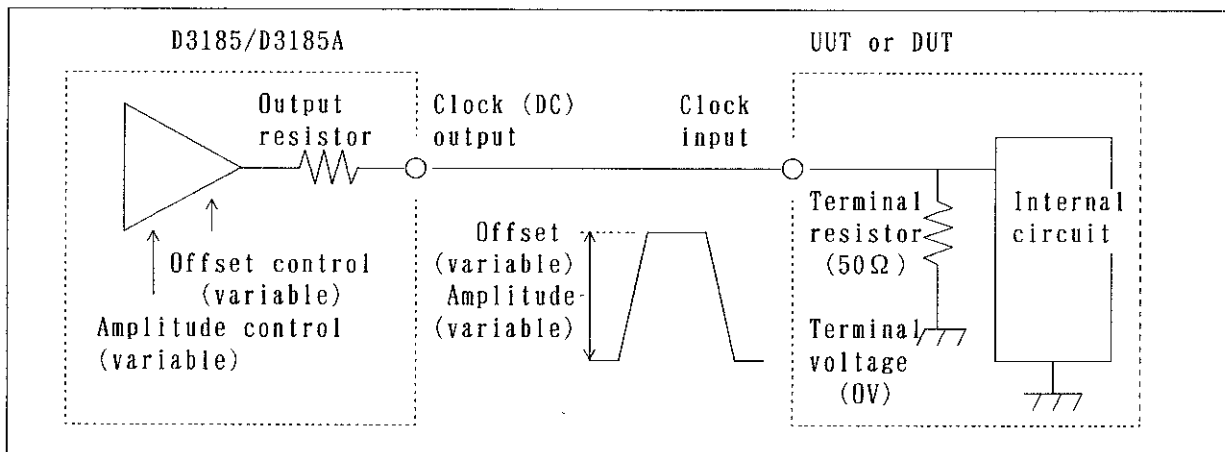 D3185/D3185A
UUT or DUT
Output
resistor
Clock (DC)
output
Clock
input
Offset control
(variable)
Amplitude control
(variable)
Offset
(variable)
Amplitude
(variable)
Terminal
resistor
(50Ω)
Terminal
voltage
(0V)
Internal
circuit